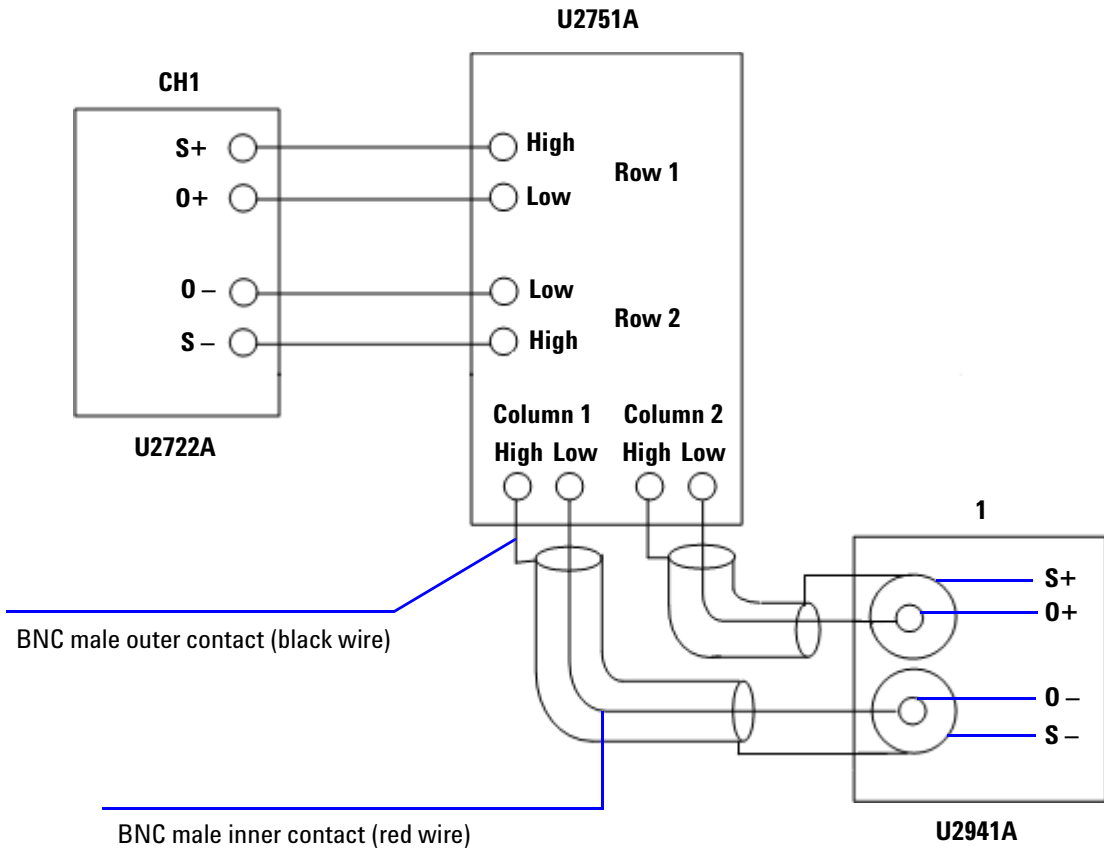 U2751A
CH1
S+
O+
O –
S –
U2722A
High
Low
Row 1
Low
High
Row 2
Column 1 Column 2
High Low High Low
1
S+
O+
O –
S –
U2941A
BNC male outer contact (black wire)
BNC male inner contact (red wire)